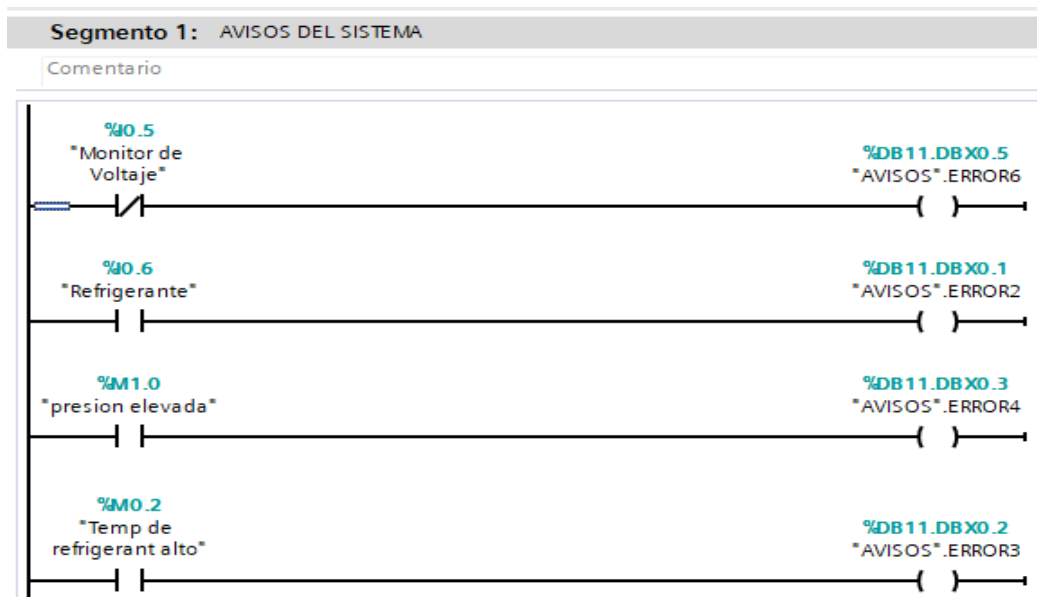 Segmento 1: AVISOS DEL SISTEMA
Comentario
%I0.5
"Monitor de
Voltaje"
%DB11.DBX0.5
"AVISOS".ERROR6
%I0.6
"Refrigerante"
%DB11.DBX0.1
"AVISOS".ERROR2
%M1.0
"presion elevada"
%DB11.DBX0.3
"AVISOS".ERROR4
%M0.2
"Temp de
refrigerant alto"
%DB11.DBX0.2
"AVISOS".ERROR3